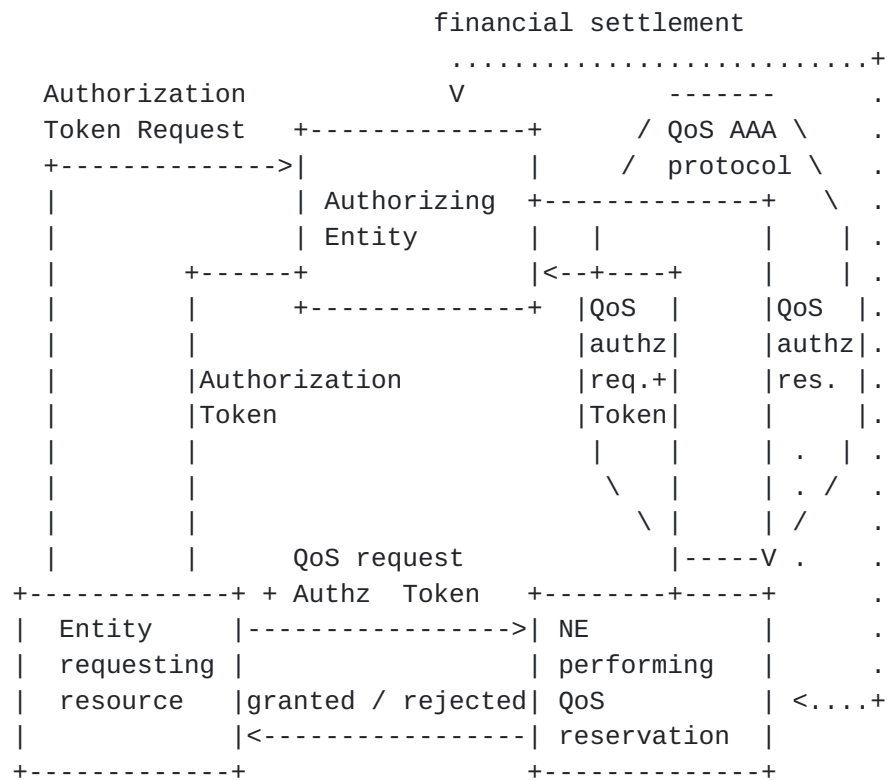 financial settlement
Authorization V -------
Token Request / QoS AAA \
/ protocol \
Authorizing \
Entity
QoS QoS
authz authz
Authorization req.+ res.
Token Token
QoS request V
+ Authz Token
Entity NE
requesting performing
resource granted / rejected QoS
reservation